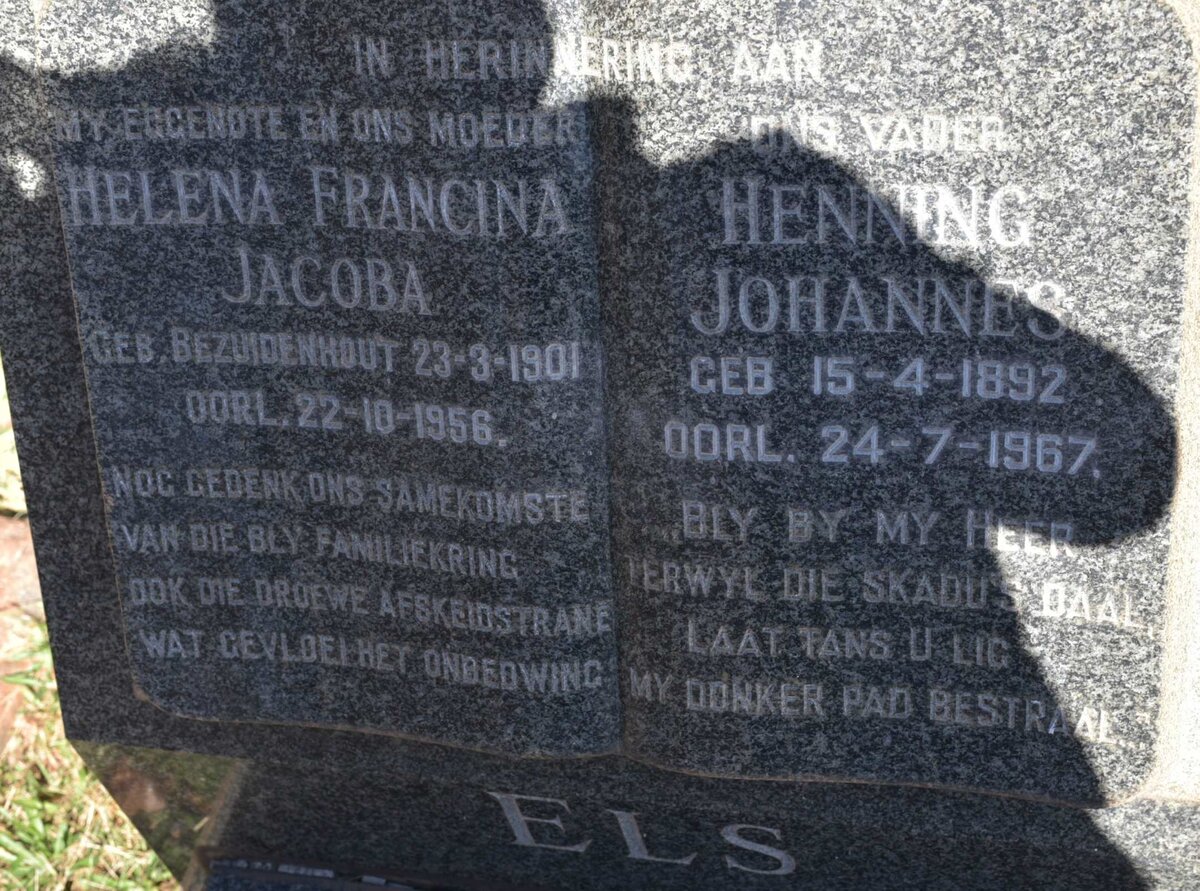 IN HERINNERING AAN
MY EGGENOTE EN ONS MOEDER
HELENA FRANCINA
JACOBA
GEB. BEZUIDENHOUT 23-3-1901
OORL. 22-10-1956.
NOG GEDENK ONS SAMEKOMSTE
VAN DIE BLY FAMILIEKRING
OOK DIE DROEWE AFSKEIDSTRANE
WAT GEVLOEI HET ONBEDWING
ONS VADER
HENNING
JOHANNES
GEB 15-4-1892
OORL. 24-7-1967.
BLY BY MY HEER
TERWYL DIE SKADU'S DAAL,
LAAT TANS U LIG
MY DONKER PAD BESTRAAL
ELS